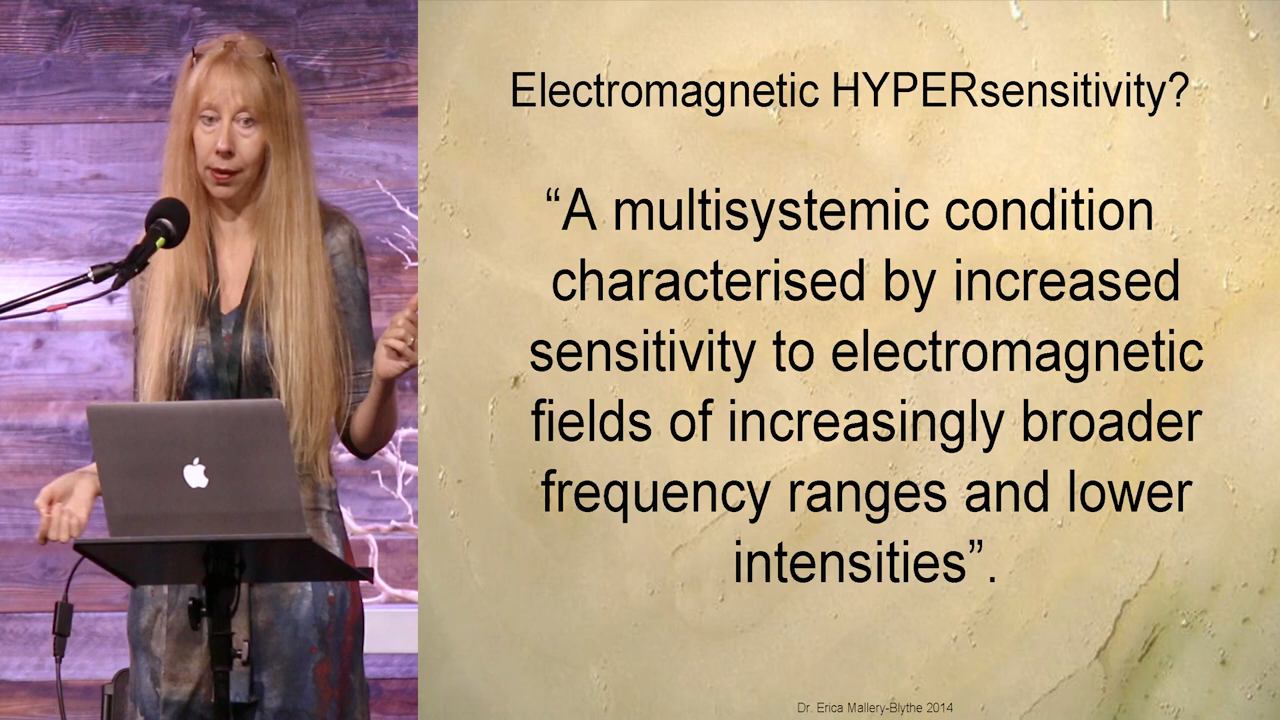 Electromagnetic HYPERsensitivity?
“A multisystemic condition
characterised by increased
sensitivity to electromagnetic
fields of increasingly broader
frequency ranges and lower
intensities”.
Dr. Erica Mallery-Blythe 2014